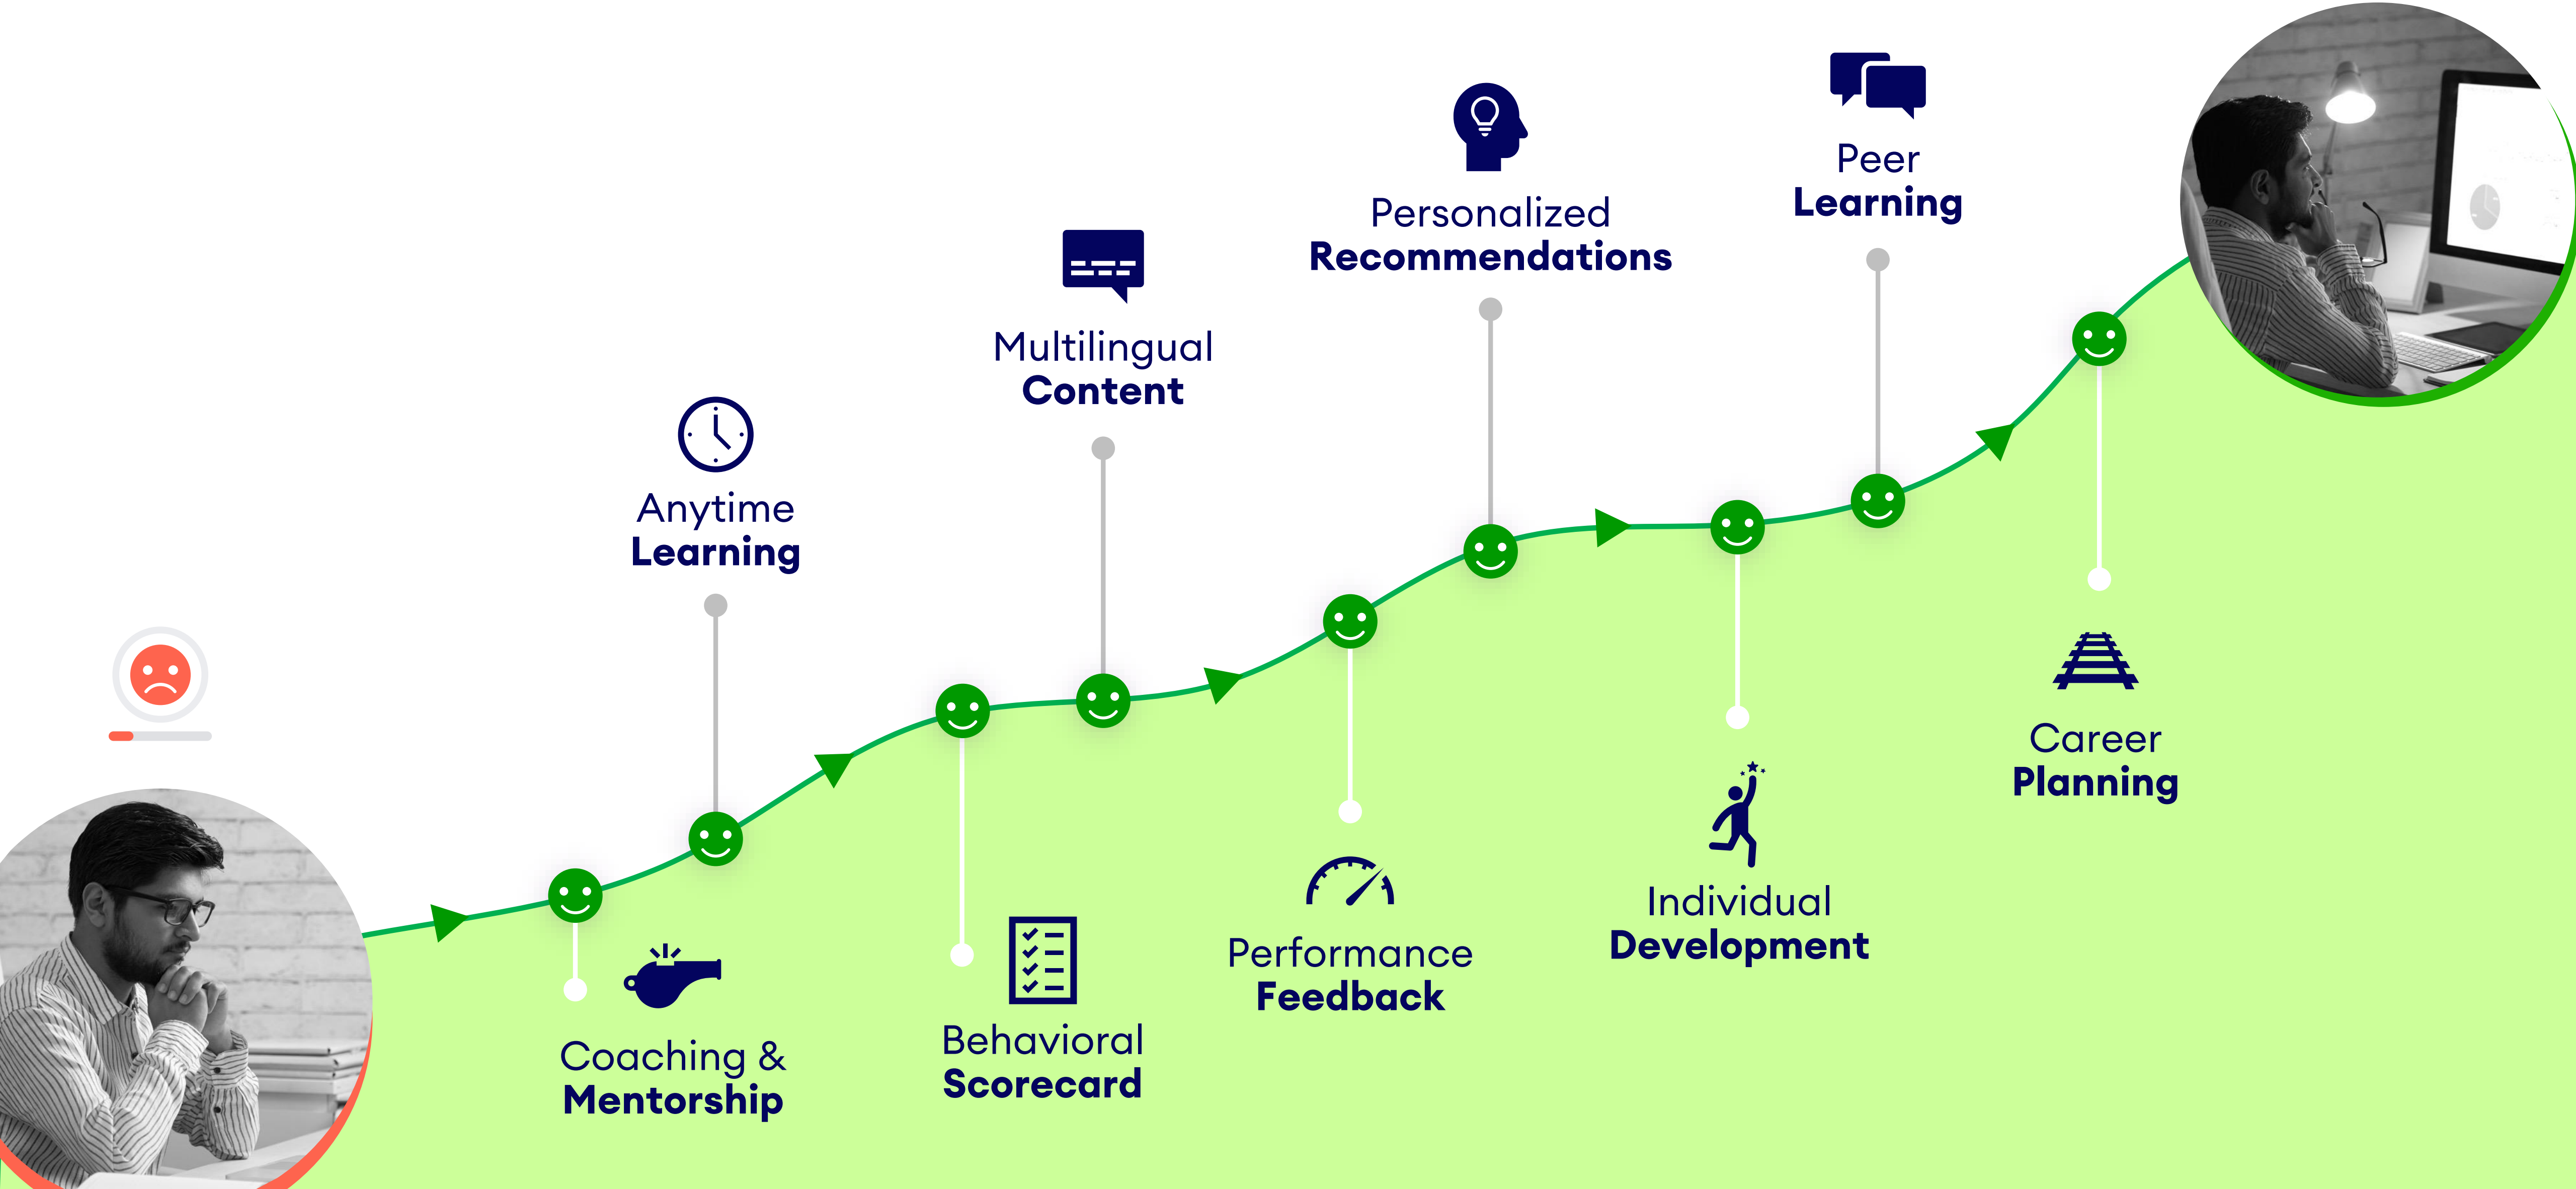 Peer
Learning
Personalized
Recommendations
Multilingual
Content
Anytime
Learning
Career
Planning
Individual
Development
Performance
Feedback
Behavioral
Scorecard
Coaching &
Mentorship